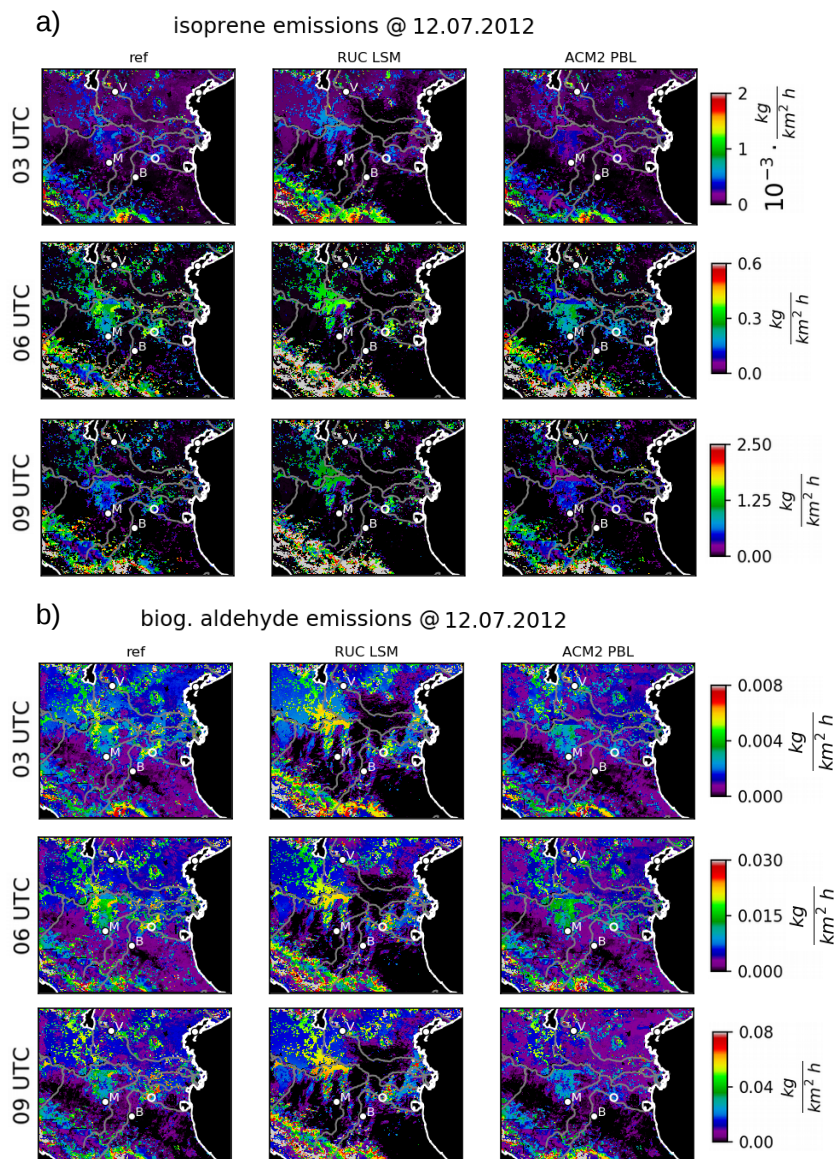 a)
isoprene emissions @ 12.07.2012
ref RUC LSM ACM2 PBL
03 UTC
V V V
M M M
B B B
2
1
0
10⁻³ · kg / km² h
06 UTC
V V V
M M M
B B B
0.6
0.3
0.0
kg / km² h
09 UTC
V V V
M M M
B B B
2.50
1.25
0.00
kg / km² h
b)
biog. aldehyde emissions @ 12.07.2012
ref RUC LSM ACM2 PBL
03 UTC
V V V
M M M
B B B
0.008
0.004
0.000
kg / km² h
06 UTC
V V V
M M M
B B B
0.030
0.015
0.000
kg / km² h
09 UTC
V V V
M M M
B B B
0.08
0.04
0.00
kg / km² h